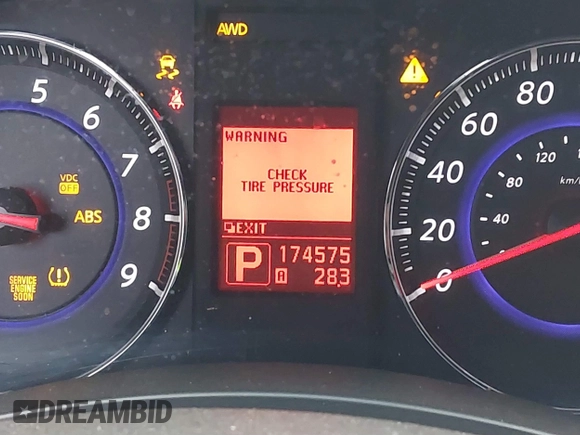 AWD
5
6
7
8
9
VDC
OFF
ABS
SERVICE
ENGINE
SOON
WARNING
CHECK
TIRE PRESSURE
EXIT
P
174575
A 28.3
80
60
40
20
0
120
80
40
km/
DREAMBID